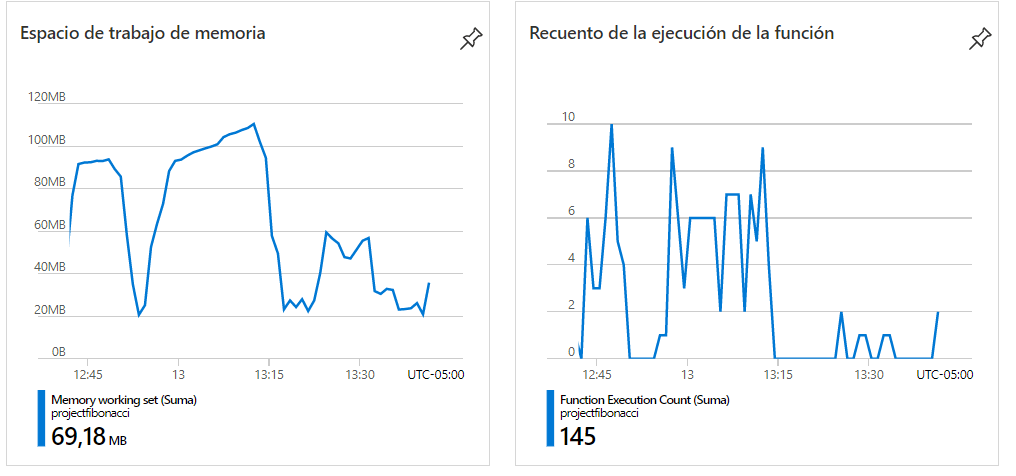 Espacio de trabajo de memoria
120MB
100MB
80MB
60MB
40MB
20MB
0B
12:45 13 13:15 13:30 UTC-05:00
Memory working set (Suma)
projectfibonacci
69,18 MB
Recuento de la ejecución de la función
10
8
6
4
2
0
12:45 13 13:15 13:30 UTC-05:00
Function Execution Count (Suma)
projectfibonacci
145